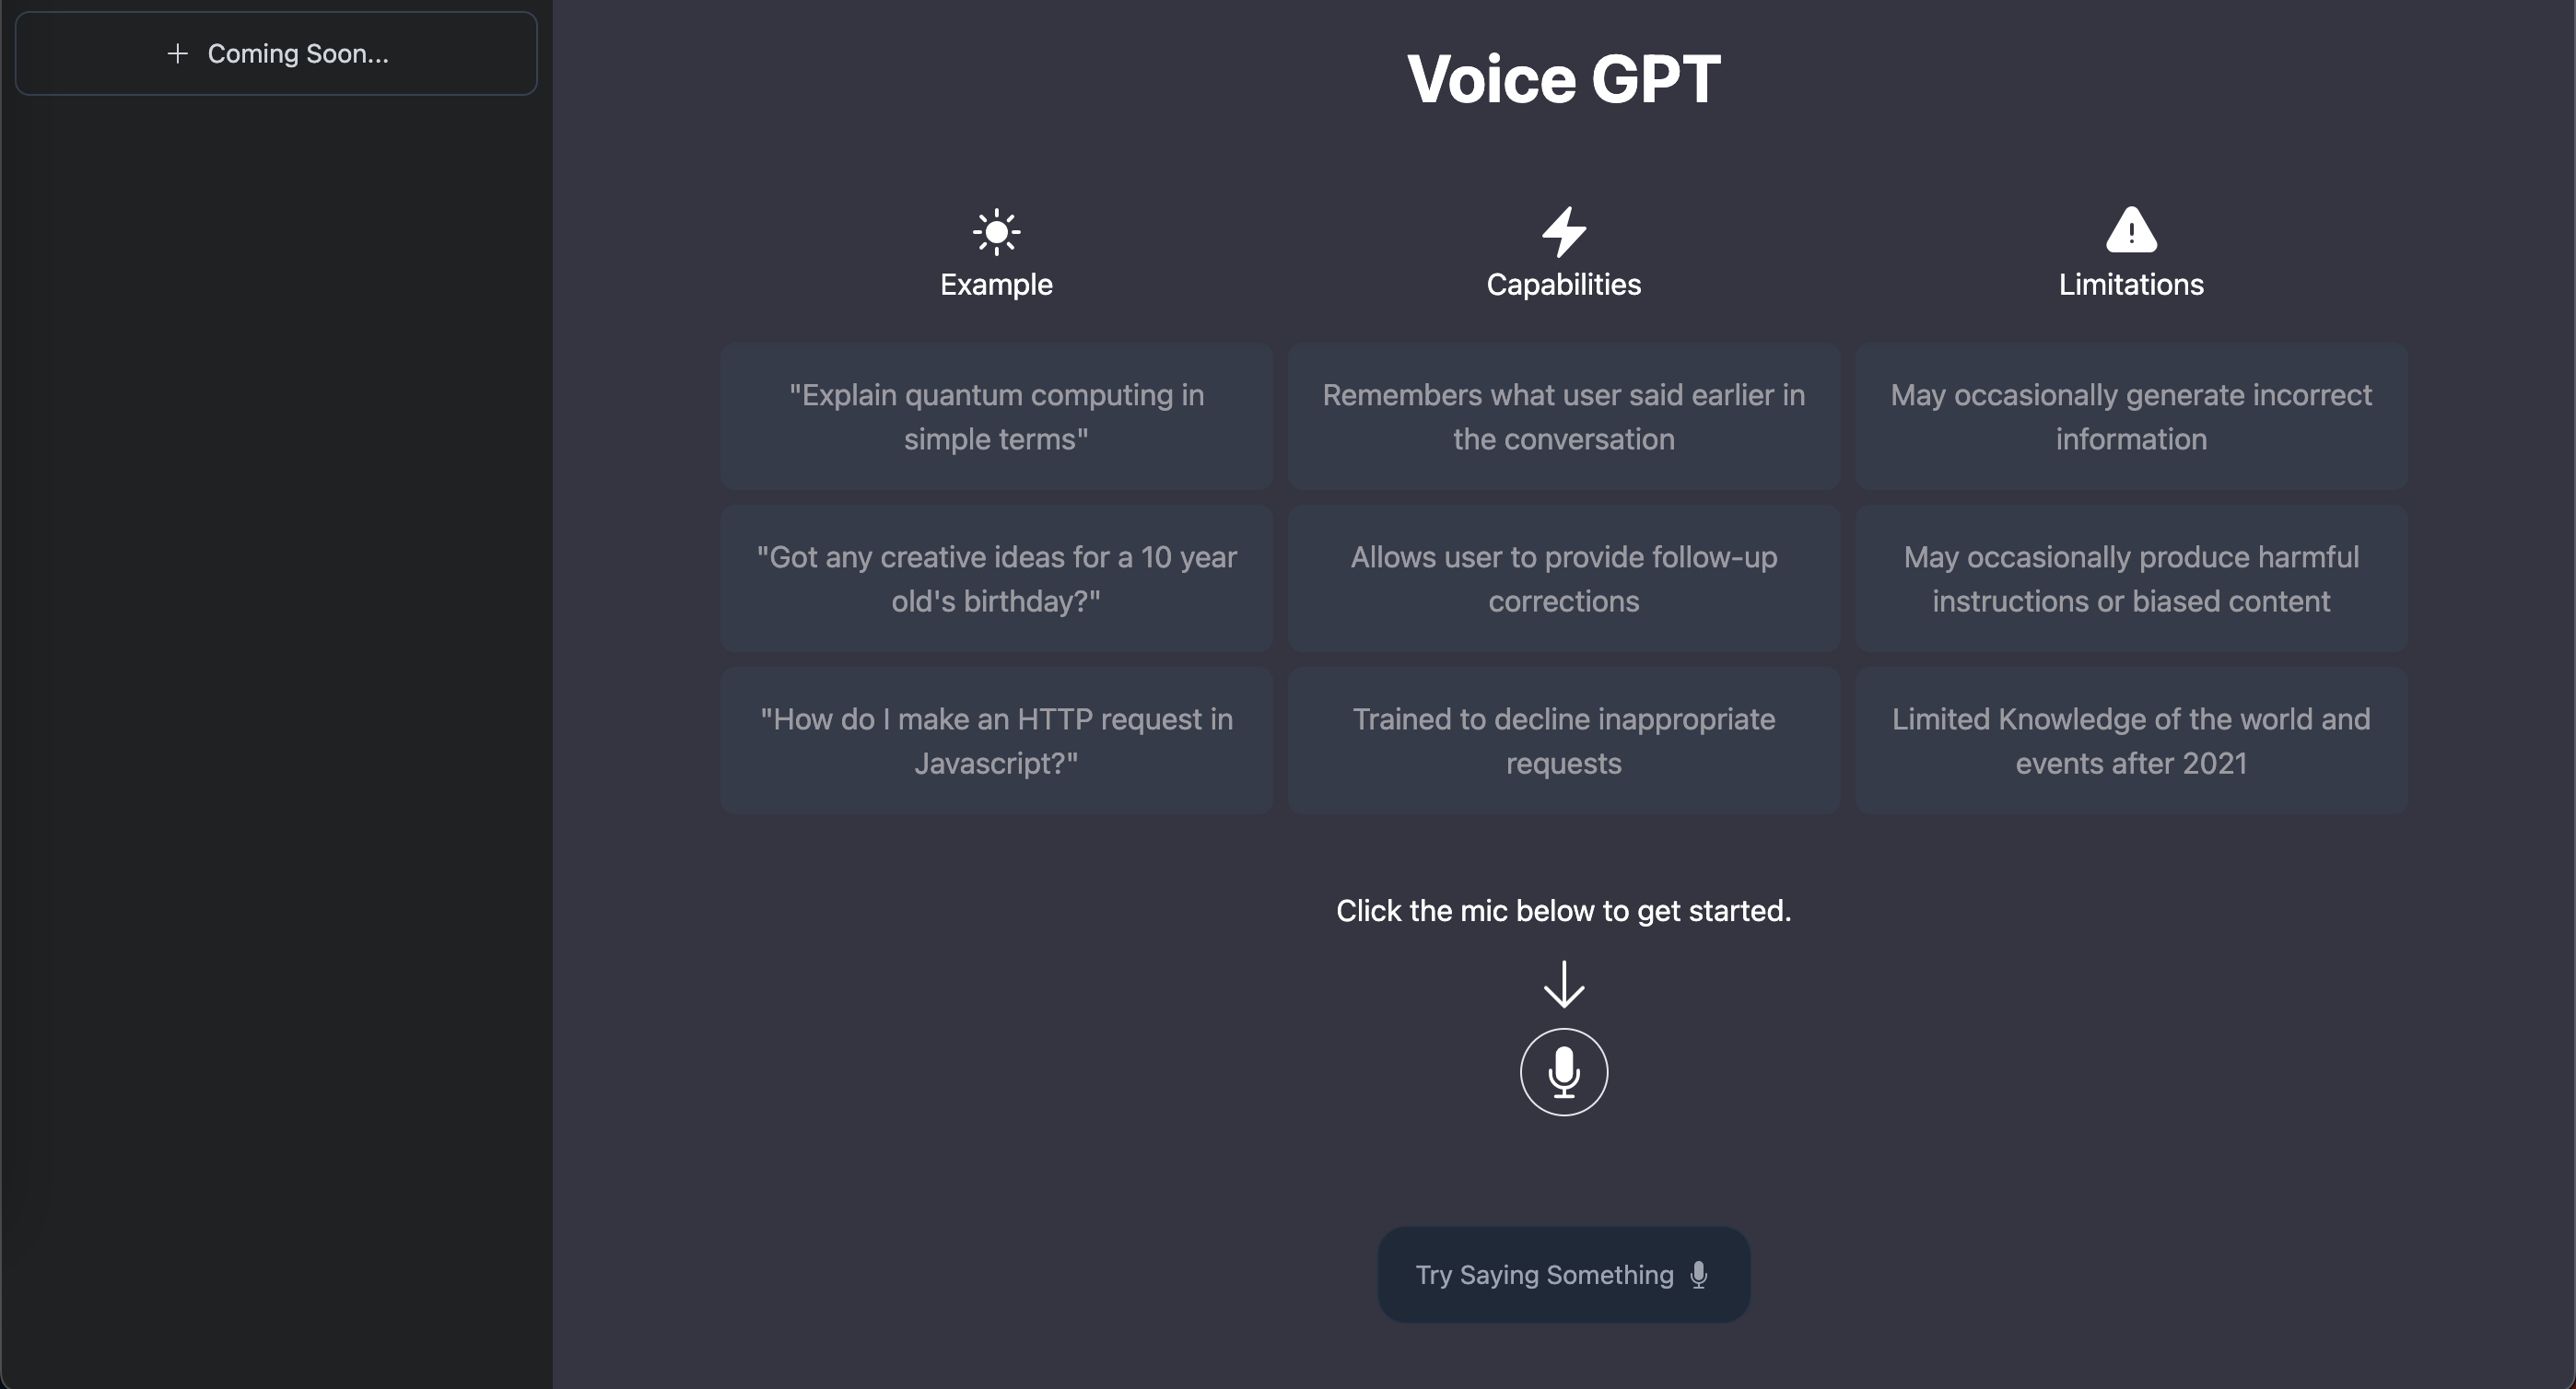 + Coming Soon...
Voice GPT
Example
"Explain quantum computing in
simple terms"
"Got any creative ideas for a 10 year
old's birthday?"
"How do I make an HTTP request in
Javascript?"
Capabilities
Remembers what user said earlier in
the conversation
Allows user to provide follow-up
corrections
Trained to decline inappropriate
requests
Limitations
May occasionally generate incorrect
information
May occasionally produce harmful
instructions or biased content
Limited Knowledge of the world and
events after 2021
Click the mic below to get started.
Try Saying Something